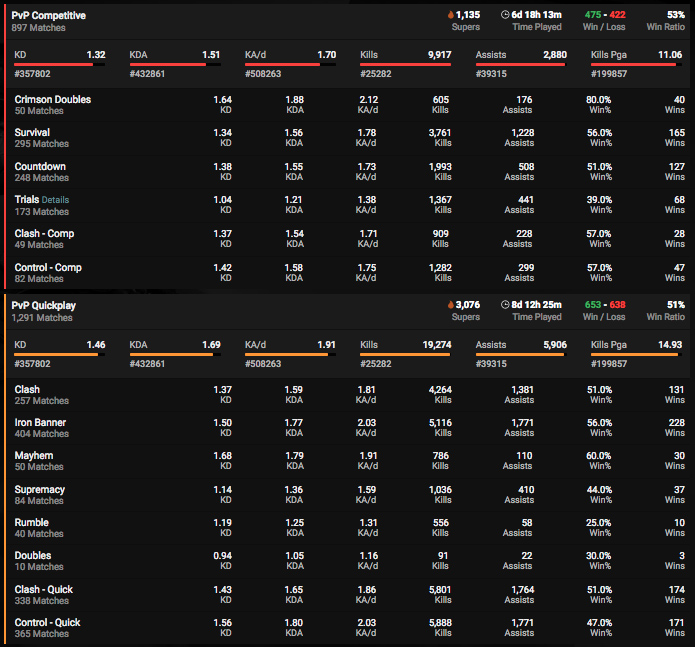 PvP Competitive 1,135 6d 18h 13m 475 - 422 53%
897 Matches Supers Time Played Win / Loss Win Ratio
KD 1.32 KDA 1.51 KA/d 1.70 Kills 9,917 Assists 2,880 Kills Pga 11.06
#357802 #432861 #508263 #25282 #39315 #199857
Crimson Doubles 1.64 1.88 2.12 605 176 80.0% 40
50 Matches KD KDA KA/d Kills Assists Win% Wins
Survival 1.34 1.56 1.78 3,761 1,228 56.0% 165
295 Matches KD KDA KA/d Kills Assists Win% Wins
Countdown 1.38 1.55 1.73 1,993 508 51.0% 127
248 Matches KD KDA KA/d Kills Assists Win% Wins
Trials Details 1.04 1.21 1.38 1,367 441 39.0% 68
173 Matches KD KDA KA/d Kills Assists Win% Wins
Clash - Comp 1.37 1.54 1.71 909 228 57.0% 28
49 Matches KD KDA KA/d Kills Assists Win% Wins
Control - Comp 1.42 1.58 1.75 1,282 299 57.0% 47
82 Matches KD KDA KA/d Kills Assists Win% Wins
PvP Quickplay 3,076 8d 12h 25m 653 - 638 51%
1,291 Matches Supers Time Played Win / Loss Win Ratio
KD 1.46 KDA 1.69 KA/d 1.91 Kills 19,274 Assists 5,906 Kills Pga 14.93
#357802 #432861 #508263 #25282 #39315 #199857
Clash 1.37 1.59 1.81 4,264 1,381 51.0% 131
257 Matches KD KDA KA/d Kills Assists Win% Wins
Iron Banner 1.50 1.77 2.03 5,116 1,771 56.0% 228
404 Matches KD KDA KA/d Kills Assists Win% Wins
Mayhem 1.68 1.79 1.91 786 110 60.0% 30
50 Matches KD KDA KA/d Kills Assists Win% Wins
Supremacy 1.14 1.36 1.59 1,036 410 44.0% 37
84 Matches KD KDA KA/d Kills Assists Win% Wins
Rumble 1.19 1.25 1.31 556 58 25.0% 10
40 Matches KD KDA KA/d Kills Assists Win% Wins
Doubles 0.94 1.05 1.16 91 22 30.0% 3
10 Matches KD KDA KA/d Kills Assists Win% Wins
Clash - Quick 1.43 1.65 1.86 5,801 1,764 51.0% 174
338 Matches KD KDA KA/d Kills Assists Win% Wins
Control - Quick 1.56 1.80 2.03 5,888 1,771 47.0% 171
365 Matches KD KDA KA/d Kills Assists Win% Wins